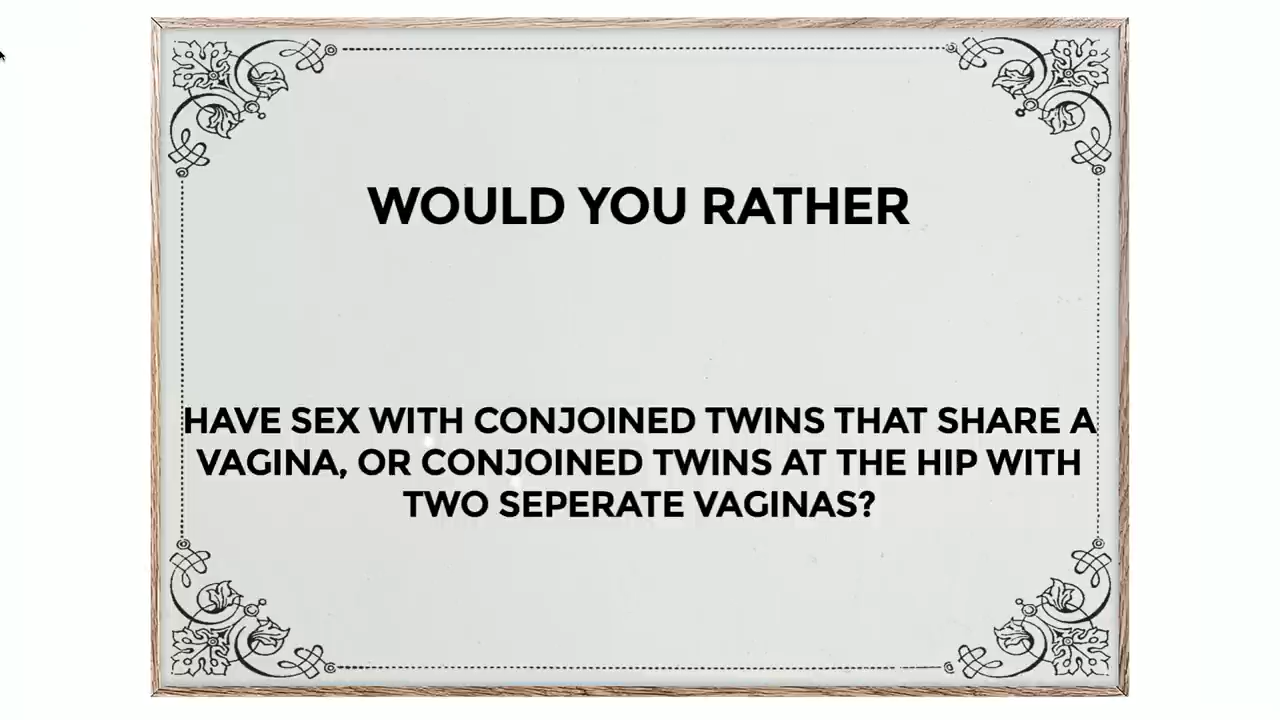 WOULD YOU RATHER
HAVE SEX WITH CONJOINED TWINS THAT SHARE A
VAGINA, OR CONJOINED TWINS AT THE HIP WITH
TWO SEPERATE VAGINAS?